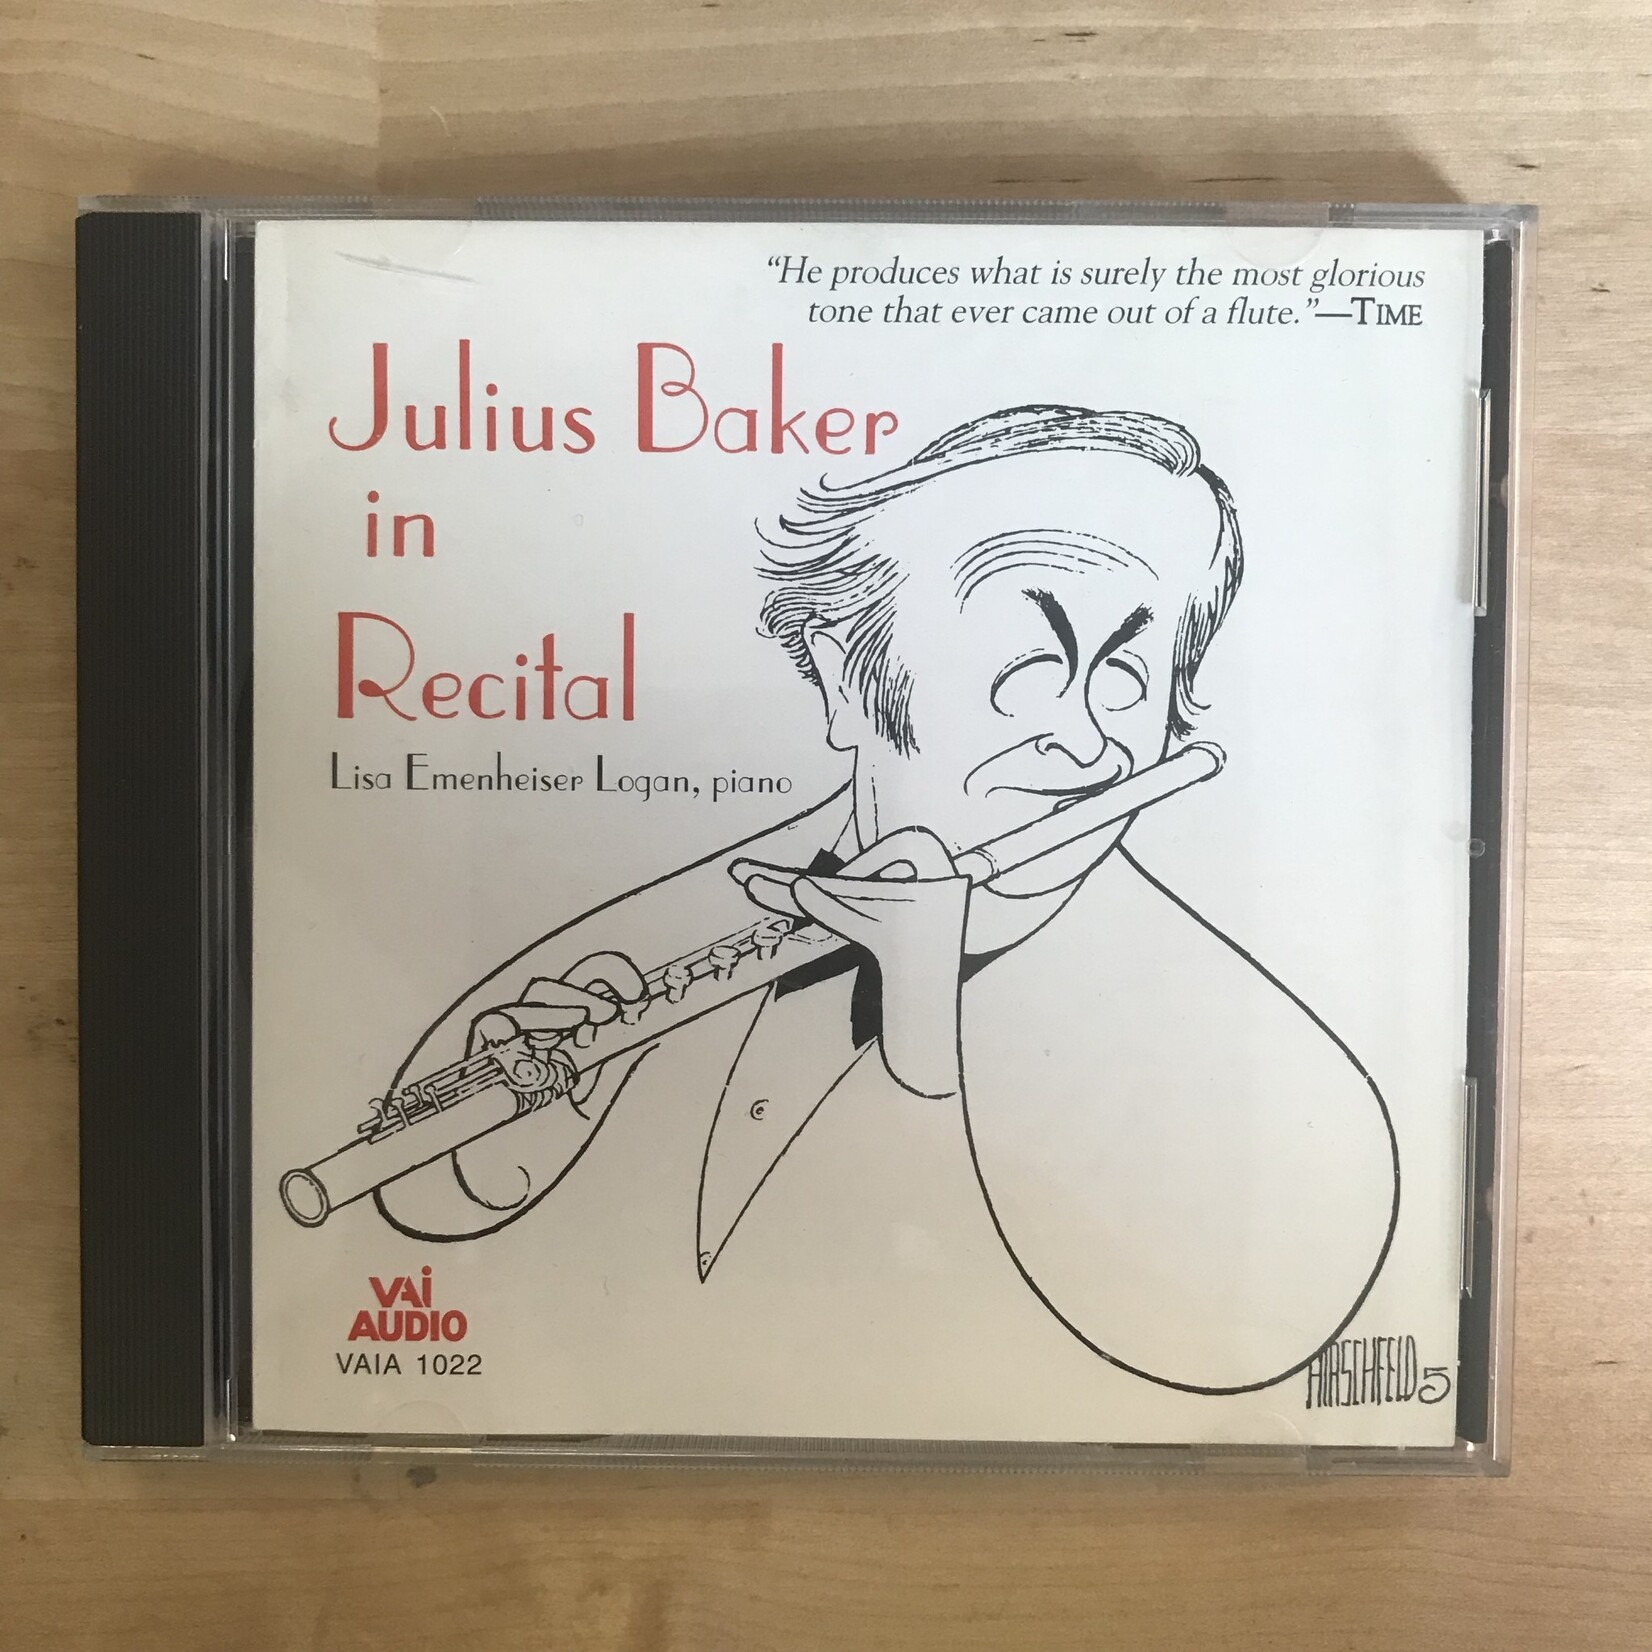 “He produces what is surely the most glorious
tone that ever came out of a flute.”—TIME
Julius Baker
in
Recital
Lisa Emenheiser Logan, piano
VAI
AUDIO
VAIA 1022
HIRSCHFELD 5